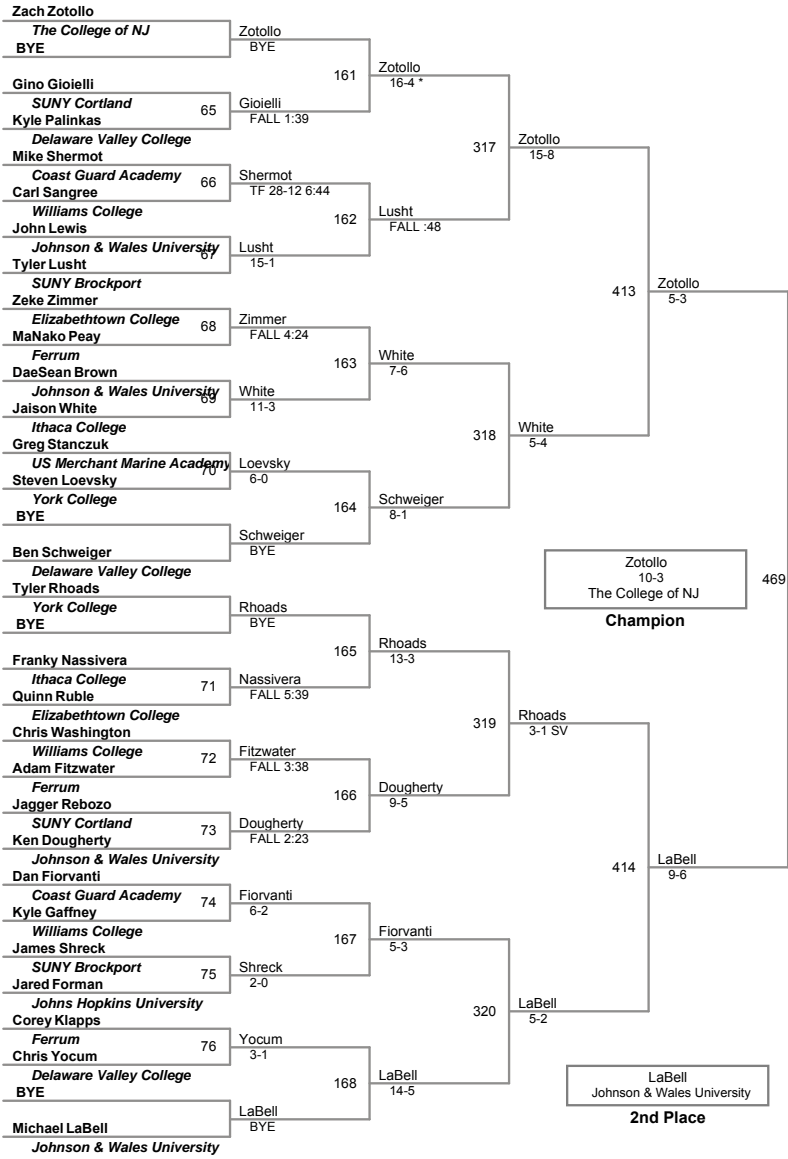 Zach Zotollo
The College of NJ
BYE
Gino Gioielli
SUNY Cortland
Kyle Palinkas
Delaware Valley College
Mike Shermot
Coast Guard Academy
Carl Sangree
Williams College
John Lewis
Johnson & Wales University
Tyler Lusht
SUNY Brockport
Zeke Zimmer
Elizabethtown College
MaNako Peay
Ferrum
DaeSean Brown
Johnson & Wales University
Jaison White
Ithaca College
Greg Stanczuk
US Merchant Marine Academy
Steven Loevsky
York College
BYE
Ben Schweiger
Delaware Valley College
Tyler Rhoads
York College
BYE
Franky Nassivera
Ithaca College
Quinn Ruble
Elizabethtown College
Chris Washington
Williams College
Adam Fitzwater
Ferrum
Jagger Rebozo
SUNY Cortland
Ken Dougherty
Johnson & Wales University
Dan Fiorvanti
Coast Guard Academy
Kyle Gaffney
Williams College
James Shreck
SUNY Brockport
Jared Forman
Johns Hopkins University
Corey Klapps
Ferrum
Chris Yocum
Delaware Valley College
BYE
Michael LaBell
Johnson & Wales University
65
66
67
68
69
70
71
72
73
74
75
76
Zotollo
BYE
Gioielli
FALL 1:39
Shermot
TF 28-12 6:44
Lusht
15-1
Zimmer
FALL 4:24
White
11-3
Loevsky
6-0
Schweiger
BYE
Rhoads
BYE
Nassivera
FALL 5:39
Fitzwater
FALL 3:38
Dougherty
FALL 2:23
Fiorvanti
6-2
Shreck
2-0
Yocum
3-1
LaBell
BYE
161
162
163
164
165
166
167
168
Zotollo
16-4 *
Lusht
FALL :48
White
7-6
Schweiger
8-1
Rhoads
13-3
Dougherty
9-5
Fiorvanti
5-3
LaBell
14-5
317
318
319
320
Zotollo
15-8
White
5-4
Rhoads
3-1 SV
LaBell
5-2
413
414
Zotollo
5-3
LaBell
9-6
469
Zotollo
10-3
The College of NJ
Champion
LaBell
Johnson & Wales University
2nd Place